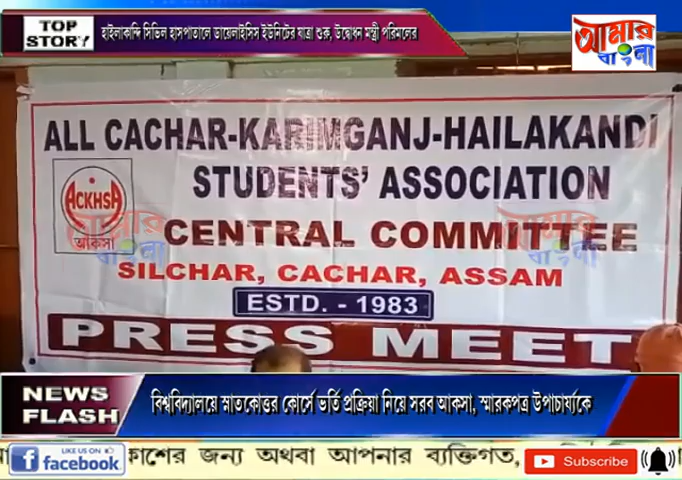 TOP STORY
হাইলাকান্দি সিভিল হাসপাতালে ডায়েলাইসিস ইউনিটের যাত্রা শুরু, উদ্বোধন মন্ত্রী পরিমলের
আমার বাংলা
ALL CACHAR-KARIMGANJ-HAILAKANDI
STUDENTS' ASSOCIATION
ACKHSA
আকসা
CENTRAL COMMITTEE
SILCHAR, CACHAR, ASSAM
ESTD. - 1983
PRESS MEET
আমার বাংলা
আমার বাংলা
NEWS FLASH
বিশ্ববিদ্যালয়ে স্নাতকোত্তর কোর্সে ভর্তি প্রক্রিয়া নিয়ে সরব আকসা, স্মারকপত্র উপাচার্য্যকে
LIKE US ON
facebook
কাশের জন্য অথবা আপনার ব্যক্তিগত,
Subscribe